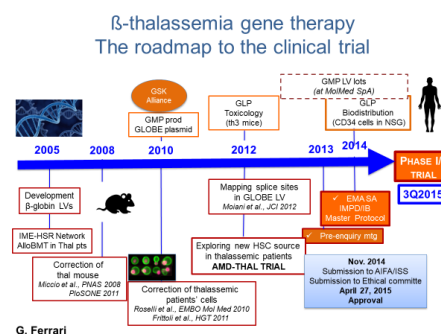 ß-thalassemia gene therapy
The roadmap to the clinical trial
GSK
Alliance
GMP prod
GLOBE plasmid
GLP
Toxicology
(th3 mice)
GMP LV lots
(at MolMed SpA)
GLP
Biodistribution
(CD34 cells in NSG)
2005
2008
2010
2012
2013
2014
PHASE I/
TRIAL
3Q2015
Development
β-globin LVs
IME-HSR Network
AlloBMT in Thal pts
Correction of
thal mouse
Miccio et al., PNAS 2008
PloSONE 2011
Correction of thalassemic
patients' cells
Roselli et al., EMBO Mol Med 2010
Frittoli et al., HGT 2011
Mapping splice sites
in GLOBE LV
Moiani et al., JCI 2012
Exploring new HSC source
in thalassemic patients
AMD-THAL TRIAL
✓ EMA SA
IMPD/IB
Master Protocol
✓ Pre-enquiry mtg
Nov. 2014
Submission to AIFA/ISS
Submission to Ethical committe
April 27, 2015
Approval
G. Ferrari